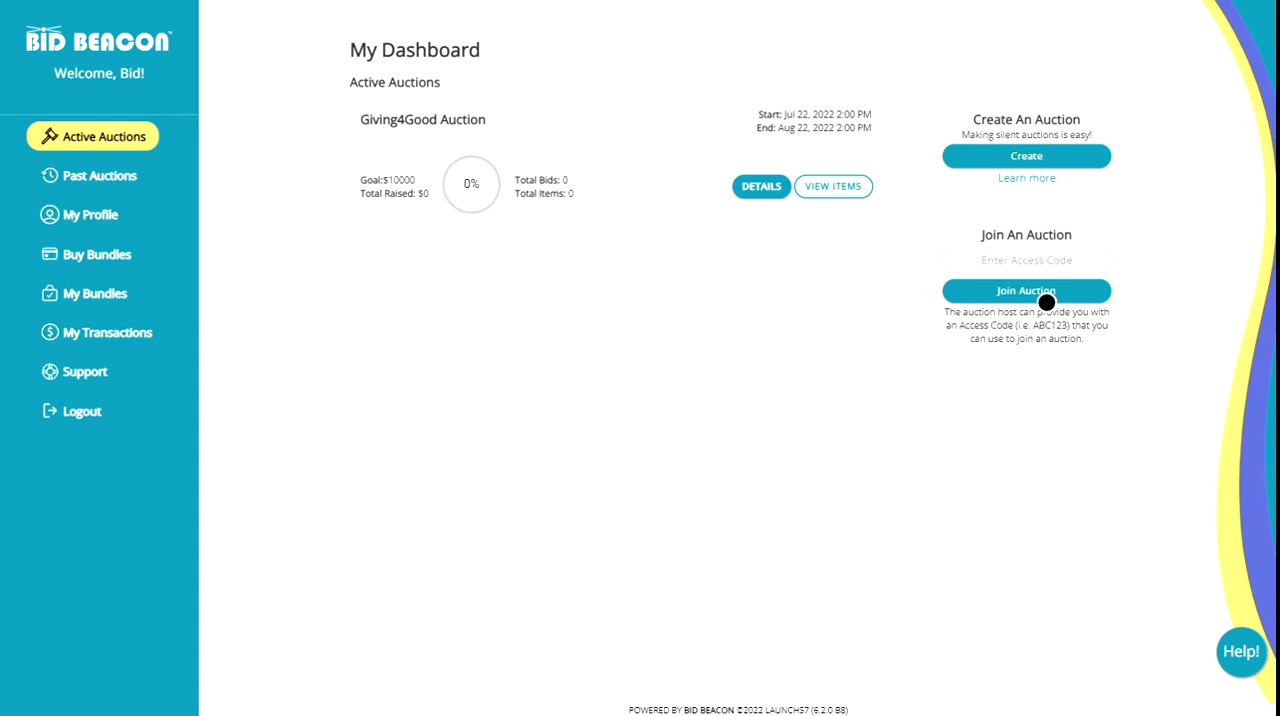 BID BEACON™
Welcome, Bid!
Active Auctions
Past Auctions
My Profile
Buy Bundles
My Bundles
My Transactions
Support
Logout
My Dashboard
Active Auctions
Giving4Good Auction
Start: Jul 22, 2022 2:00 PM
End: Aug 22, 2022 2:00 PM
Goal:$10000
Total Raised: $0
0%
Total Bids: 0
Total Items: 0
DETAILS
VIEW ITEMS
Create An Auction
Making silent auctions is easy!
Create
Learn more
Join An Auction
Enter Access Code
Join Auction
The auction host can provide you with
an Access Code (i.e. ABC123) that you
can use to join an auction.
Help!
POWERED BY BID BEACON ©2022 LAUNCH57 (6.2.0 B8)